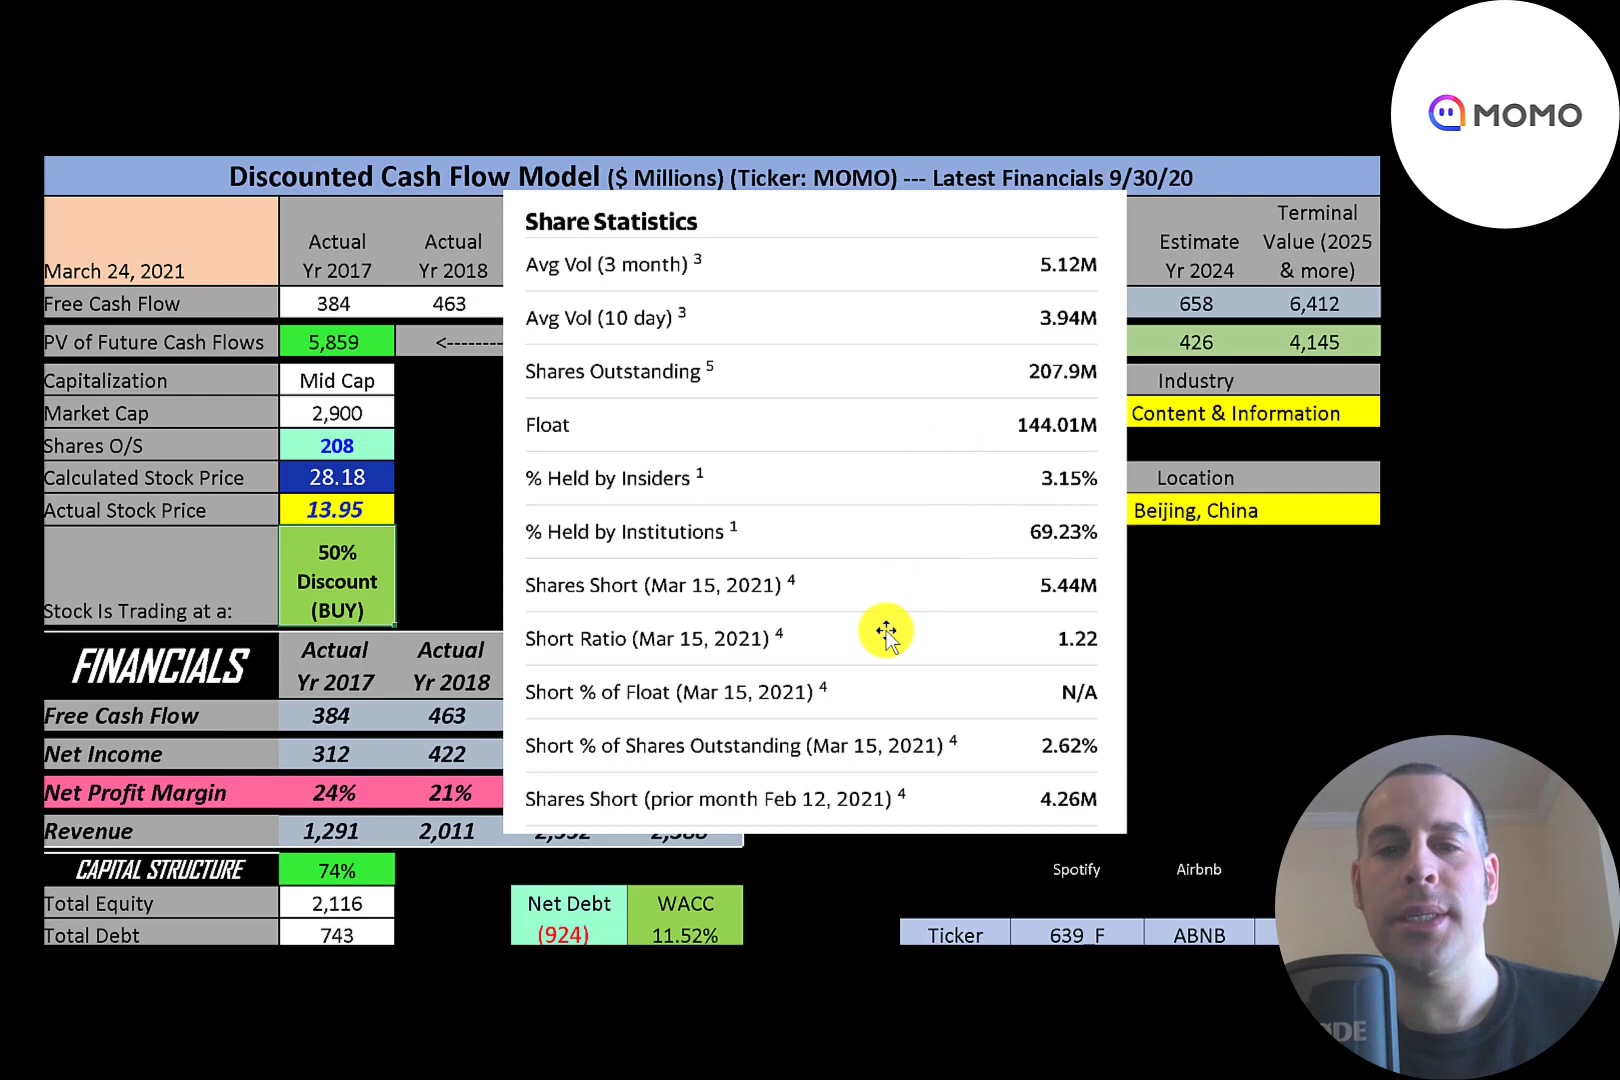 MOMO
Discounted Cash Flow Model ($ Millions) (Ticker: MOMO) --- Latest Financials 9/30/20
March 24, 2021
Actual Yr 2017
Actual Yr 2018
Estimate Yr 2024
Terminal Value (2025 & more)
Free Cash Flow 384 463 658 6,412
PV of Future Cash Flows 5,859 <-------- 426 4,145
Capitalization Mid Cap Industry
Market Cap 2,900 Content & Information
Shares O/S 208
Calculated Stock Price 28.18 Location
Actual Stock Price 13.95 Beijing, China
Stock Is Trading at a: 50% Discount (BUY)
Share Statistics
Avg Vol (3 month) 3 5.12M
Avg Vol (10 day) 3 3.94M
Shares Outstanding 5 207.9M
Float 144.01M
% Held by Insiders 1 3.15%
% Held by Institutions 1 69.23%
Shares Short (Mar 15, 2021) 4 5.44M
Short Ratio (Mar 15, 2021) 4 1.22
Short % of Float (Mar 15, 2021) 4 N/A
Short % of Shares Outstanding (Mar 15, 2021) 4 2.62%
Shares Short (prior month Feb 12, 2021) 4 4.26M
FINANCIALS Actual Yr 2017 Actual Yr 2018
Free Cash Flow 384 463
Net Income 312 422
Net Profit Margin 24% 21%
Revenue 1,291 2,011
CAPITAL STRUCTURE 74%
Total Equity 2,116
Total Debt 743
Net Debt WACC
(924) 11.52%
Spotify Airbnb
Ticker 639_F ABNB